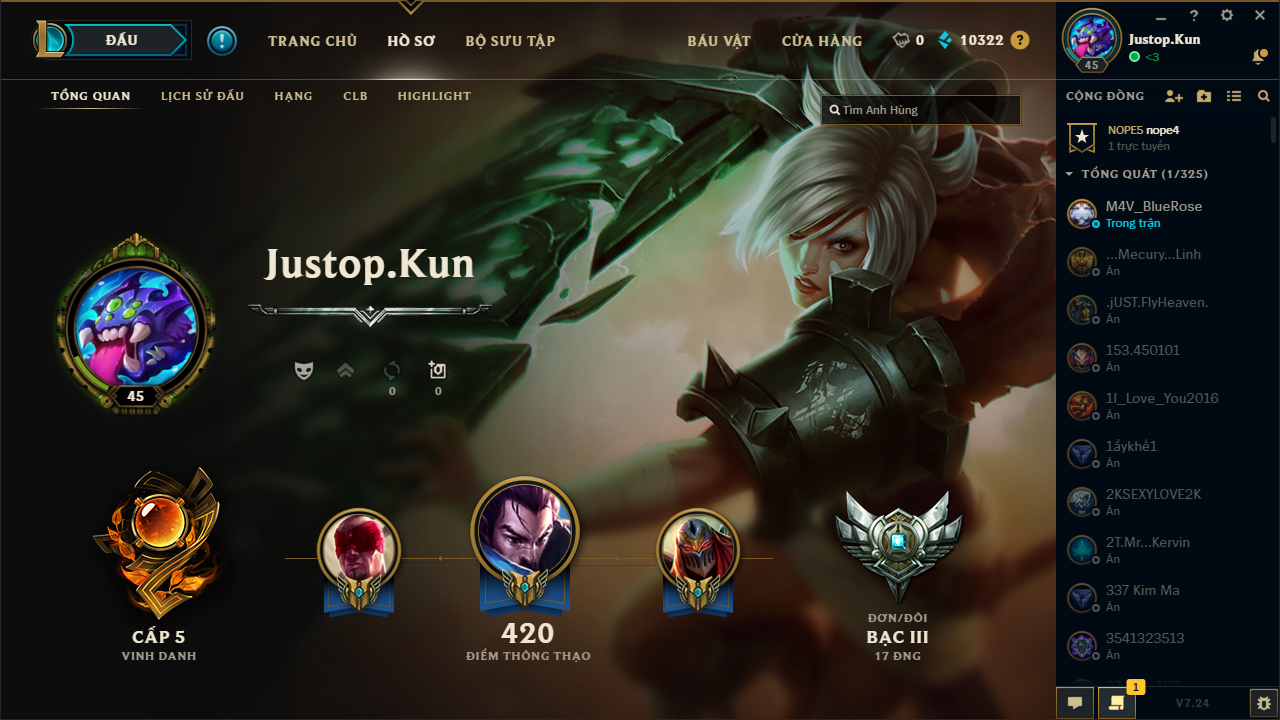 ĐẤU
TRANG CHỦ
HỒ SƠ
BỘ SƯU TẬP
BÁU VẬT
CỬA HÀNG
0
10322
?
?
Justop.Kun
<3
45
TỔNG QUAN
LỊCH SỬ ĐẤU
HẠNG
CLB
HIGHLIGHT
Tìm Anh Hùng
CỘNG ĐỒNG
NOPE5 nope4
1 trực tuyến
TỔNG QUÁT (1/325)
M4V_BlueRose
Trong trận
...Mecury...Linh
Ẩn
.jUST.FlyHeaven.
Ẩn
153.450101
Ẩn
1I_Love_You2016
Ẩn
1ầykhê1
Ẩn
2KSEXYLOVE2K
Ẩn
2T.Mr...Kervin
Ẩn
337 Kim Ma
Ẩn
3541323513
Ẩn
Justop.Kun
45
0
0
CẤP 5
VINH DANH
420
ĐIỂM THÔNG THẠO
ĐƠN/ĐÔI
BẠC III
17 ĐNG
1
V7.24